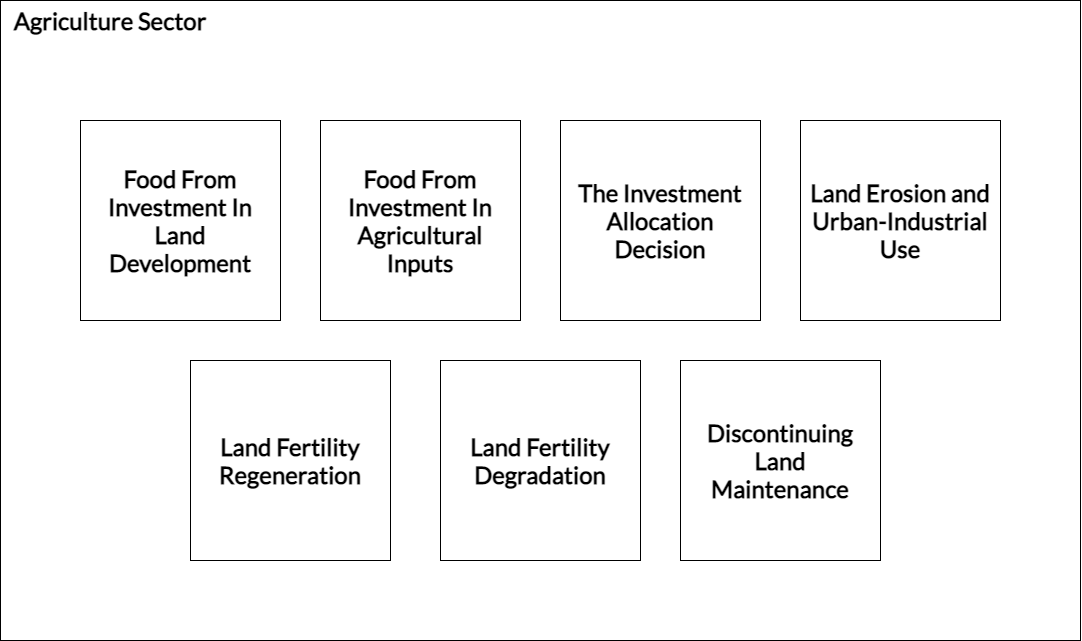 Agriculture Sector
Food From
Investment In
Land
Development
Food From
Investment In
Agricultural
Inputs
The Investment
Allocation
Decision
Land Erosion and
Urban-Industrial
Use
Land Fertility
Regeneration
Land Fertility
Degradation
Discontinuing
Land
Maintenance